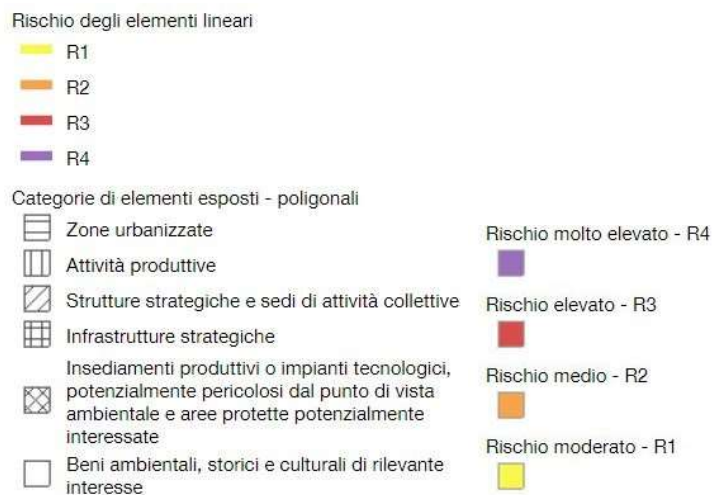 Rischio degli elementi lineari
R1
R2
R3
R4
Categorie di elementi esposti - poligonali
Zone urbanizzate
Attività produttive
Strutture strategiche e sedi di attività collettive
Infrastrutture strategiche
Insediamenti produttivi o impianti tecnologici,
potenzialmente pericolosi dal punto di vista
ambientale e aree protette potenzialmente
interessate
Beni ambientali, storici e culturali di rilevante
interesse
Rischio molto elevato - R4
Rischio elevato - R3
Rischio medio - R2
Rischio moderato - R1